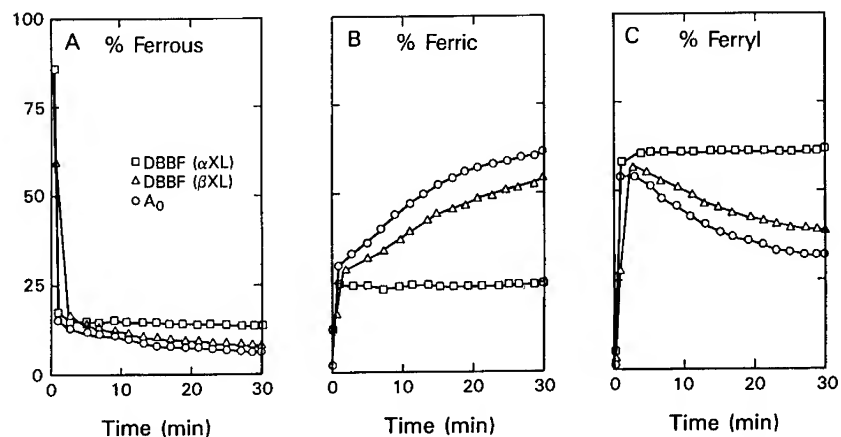 A % Ferrous
B % Ferric
C % Ferryl
100
75
50
25
0
DBBF (αXL)
DBBF (βXL)
A₀
0 10 20 30
0 10 20 30
0 10 20 30
Time (min)
Time (min)
Time (min)